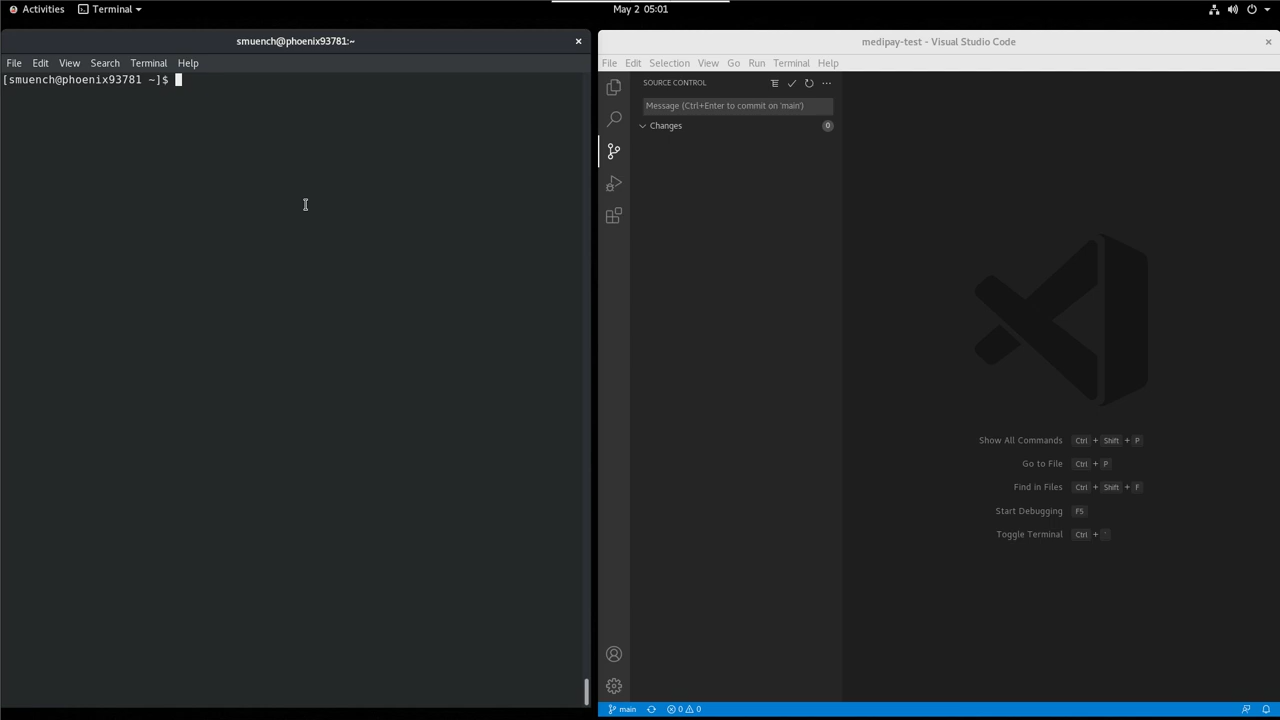 Activities Terminal May 2 05:01
smuench@phoenix93781:~
File Edit View Search Terminal Help
[smuench@phoenix93781 ~]$
medipay-test - Visual Studio Code
File Edit Selection View Go Run Terminal Help
SOURCE CONTROL
Message (Ctrl+Enter to commit on 'main')
Changes 0
Show All Commands Ctrl + Shift + P
Go to File Ctrl + P
Find in Files Ctrl + Shift + F
Start Debugging F5
Toggle Terminal Ctrl + `
main 0 0